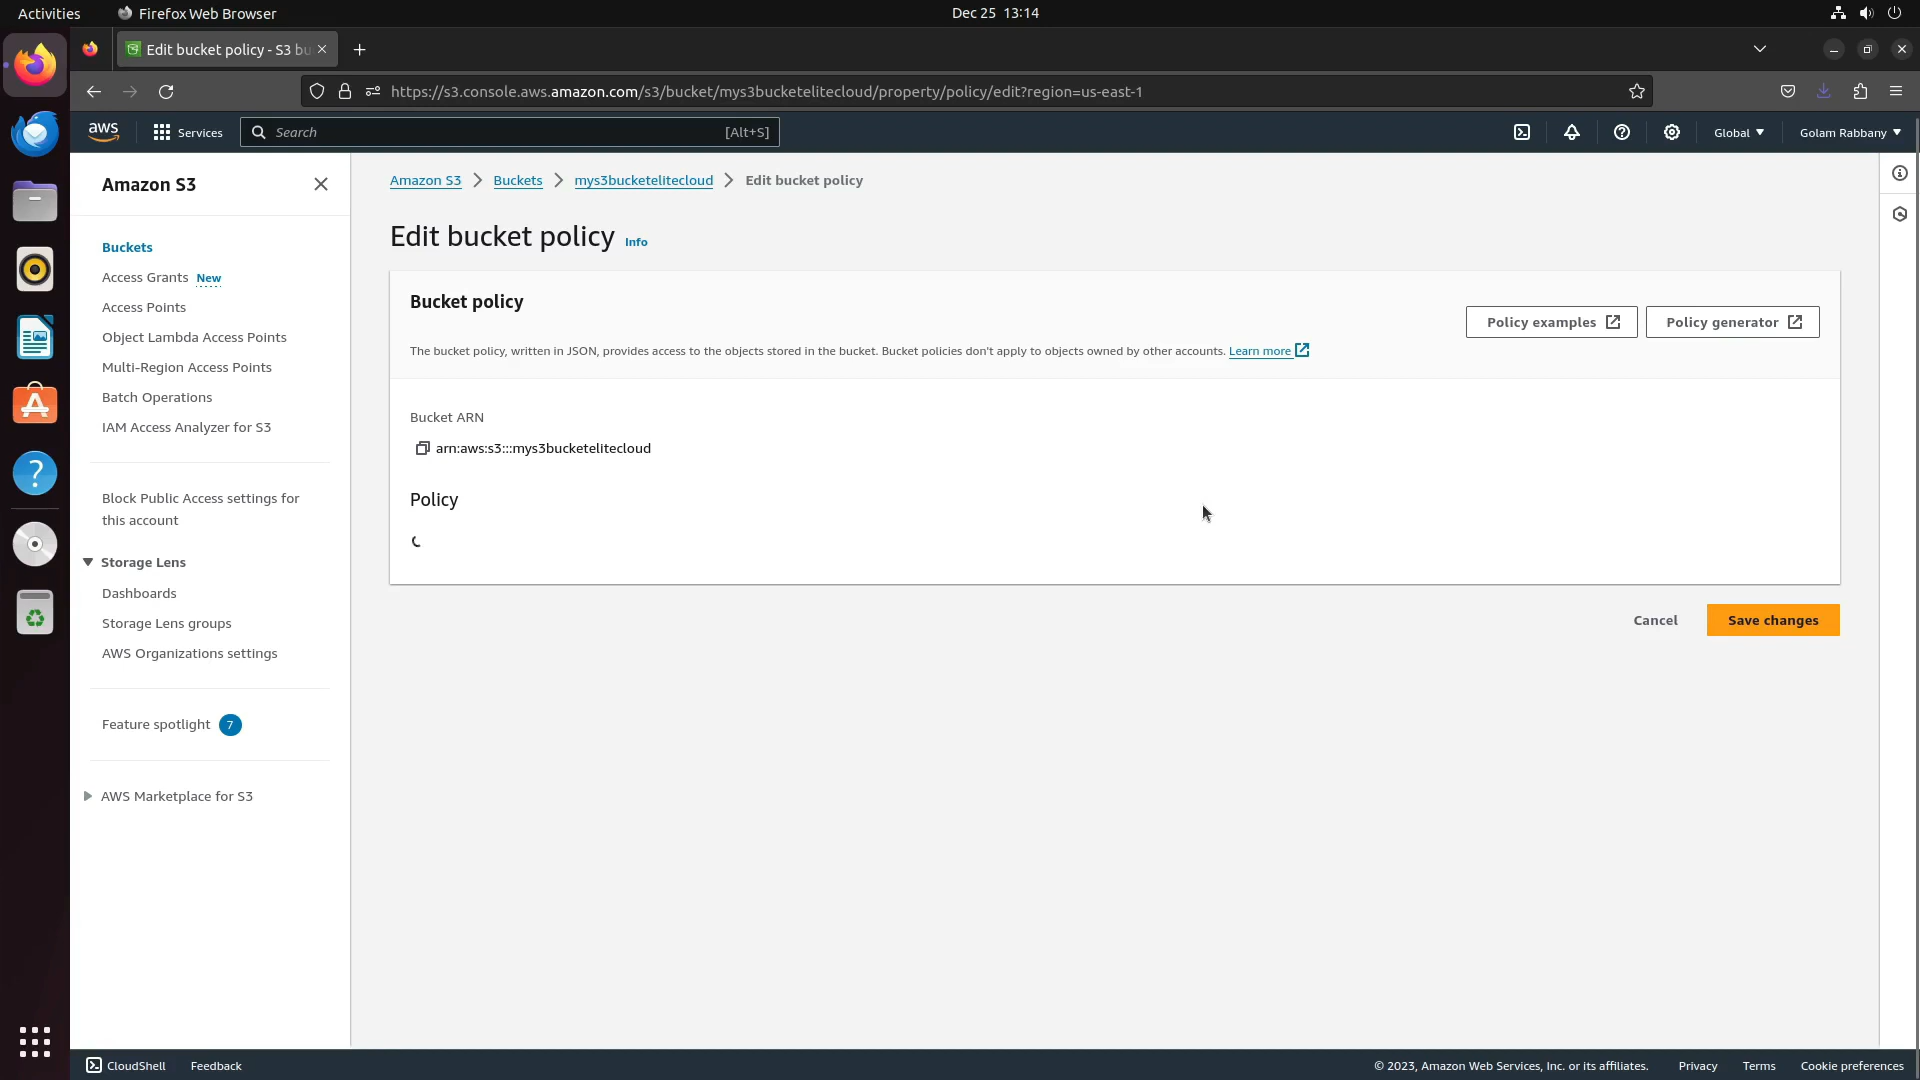 Activities
Firefox Web Browser
Dec 25 13:14
Edit bucket policy - S3 bu
https://s3.console.aws.amazon.com/s3/bucket/mys3bucketelitecloud/property/policy/edit?region=us-east-1
aws
Services
Search
[Alt+S]
Global
Golam Rabbany
Amazon S3
Buckets
Access Grants New
Access Points
Object Lambda Access Points
Multi-Region Access Points
Batch Operations
IAM Access Analyzer for S3
Block Public Access settings for
this account
Storage Lens
Dashboards
Storage Lens groups
AWS Organizations settings
Feature spotlight 7
AWS Marketplace for S3
Amazon S3
Buckets
mys3bucketelitecloud
Edit bucket policy
Edit bucket policy Info
Bucket policy
Policy examples
Policy generator
The bucket policy, written in JSON, provides access to the objects stored in the bucket. Bucket policies don't apply to objects owned by other accounts. Learn more
Bucket ARN
arn:aws:s3:::mys3bucketelitecloud
Policy
Cancel
Save changes
CloudShell
Feedback
© 2023, Amazon Web Services, Inc. or its affiliates.
Privacy
Terms
Cookie preferences